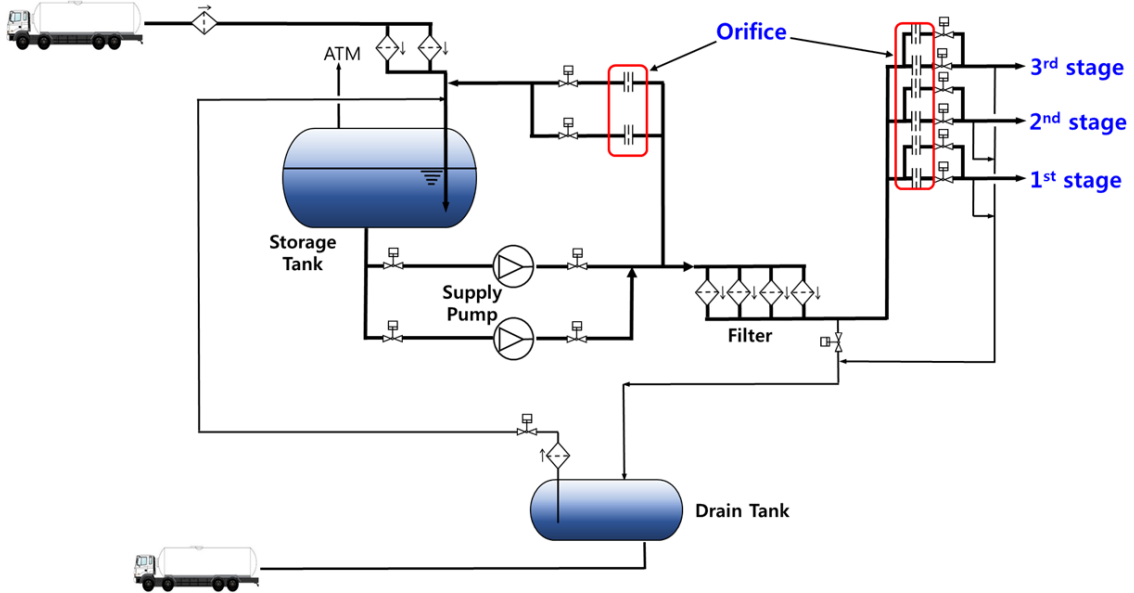 Orifice
ATM
3rd stage
2nd stage
1st stage
Storage
Tank
Supply
Pump
Filter
Drain Tank